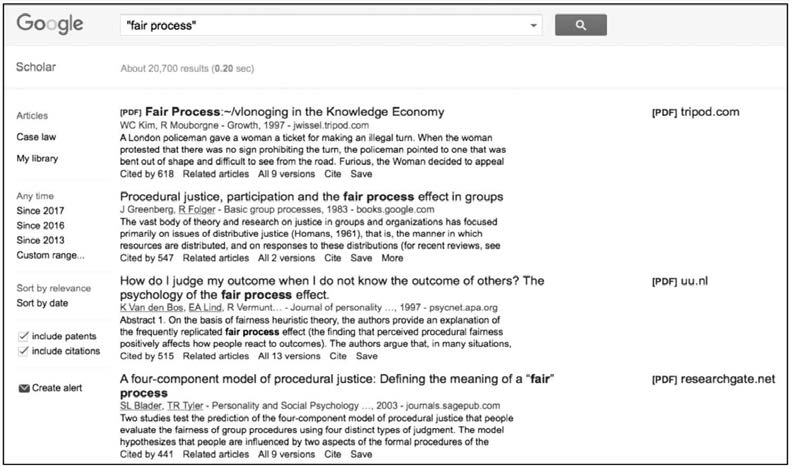 Google
"fair process"
Scholar
About 20,700 results (0.20 sec)
Articles
Case law
My library
Any time
Since 2017
Since 2016
Since 2013
Custom range...
Sort by relevance
Sort by date
include patents
include citations
Create alert
[PDF] Fair Process:~/vlonoging in the Knowledge Economy
WC Kim, R Mouborgne - Growth, 1997 - jwissel.tripod.com
A London policeman gave a woman a ticket for making an illegal turn. When the woman
protested that there was no sign prohibiting the turn, the policeman pointed to one that was
bent out of shape and difficult to see from the road. Furious, the Woman decided to appeal
Cited by 618 Related articles All 9 versions Cite Save
[PDF] tripod.com
Procedural justice, participation and the fair process effect in groups
J Greenberg, R Folger - Basic group processes, 1983 - books.google.com
The vast body of theory and research on justice in groups and organizations has focused
primarily on issues of distributive justice (Homans, 1961), that is, the manner in which
resources are distributed, and on responses to these distributions (for recent reviews, see
Cited by 547 Related articles All 2 versions Cite Save More
How do I judge my outcome when I do not know the outcome of others? The
psychology of the fair process effect.
K Van den Bos, EA Lind, R Vermunt... - Journal of personality ..., 1997 - psycnet.apa.org
Abstract 1. On the basis of fairness heuristic theory, the authors provide an explanation of
the frequently replicated fair process effect (the finding that perceived procedural fairness
positively affects how people react to outcomes). The authors argue that, in many situations,
Cited by 515 Related articles All 13 versions Cite Save
[PDF] uu.nl
A four-component model of procedural justice: Defining the meaning of a “fair”
process
SL Blader, TR Tyler - Personality and Social Psychology ..., 2003 - journals.sagepub.com
Two studies test the prediction of the four-component model of procedural justice that people
evaluate the fairness of group procedures using four distinct types of judgment. The model
hypothesizes that people are influenced by two aspects of the formal procedures of the
Cited by 441 Related articles All 9 versions Cite Save
[PDF] researchgate.net